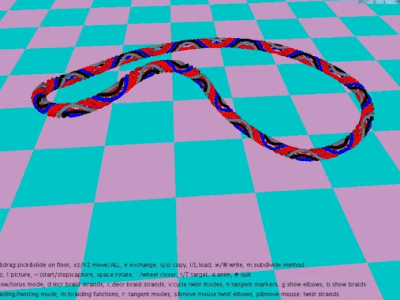 &drag:pick&slide on floor, xz/XZ move/ALL, e exchange, q/p copy, l/L load, w/W write, m subdivide method
p, ! picture, ~ (start/stop)capture, space rotate, /wheel closer, t/T target, a anim, # quit
ow/torus mode, d incr braid strands, i decr braid strands, v cycle twist modes, h tangent markers, g show elbows, b show braids
ading/twisting mode, m braiding functions, r tangent modes, s&move mouse:twist elbows, p&move mouse: twist strands